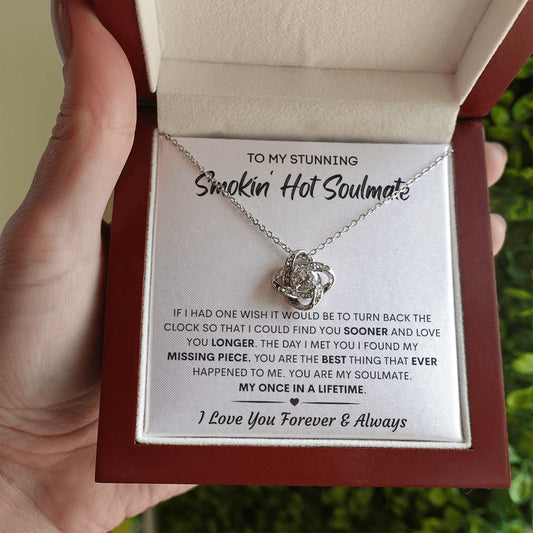 TO MY STUNNING
Smokin' Hot Soulmate
IF I HAD ONE WISH IT WOULD BE TO TURN BACK THE
CLOCK SO THAT I COULD FIND YOU SOONER AND LOVE
YOU LONGER. THE DAY I MET YOU I FOUND MY
MISSING PIECE. YOU ARE THE BEST THING THAT EVER
HAPPENED TO ME. YOU ARE MY SOULMATE.
MY ONCE IN A LIFETIME.
I Love You Forever & Always